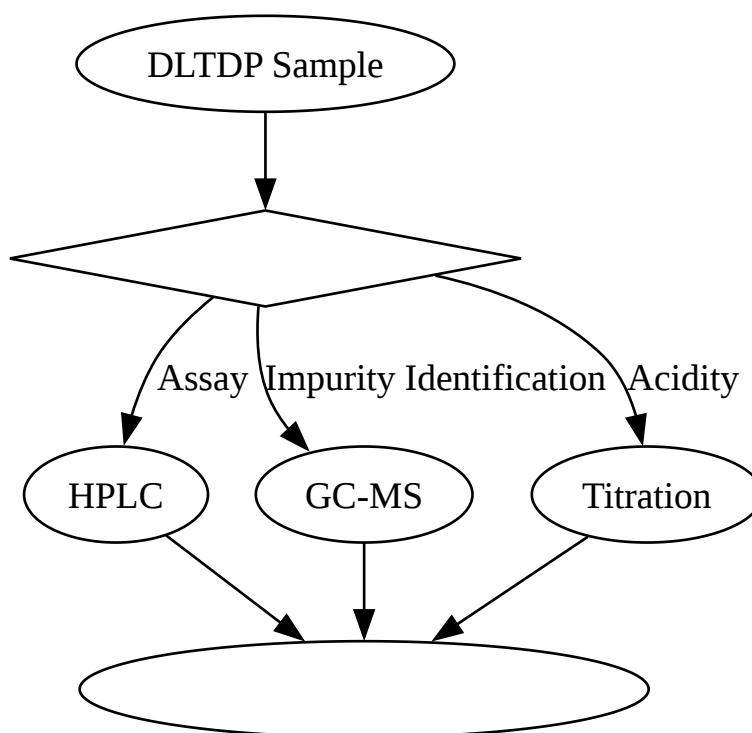 DLTDP Sample
Assay
Impurity Identification
Acidity
HPLC
GC-MS
Titration